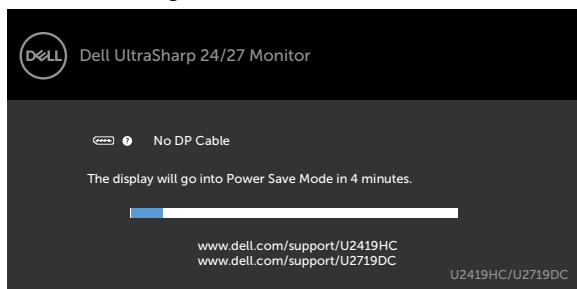 DELL
Dell UltraSharp 24/27 Monitor
? No DP Cable
The display will go into Power Save Mode in 4 minutes.
www.dell.com/support/U2419HC
www.dell.com/support/U2719DC
U2419HC/U2719DC